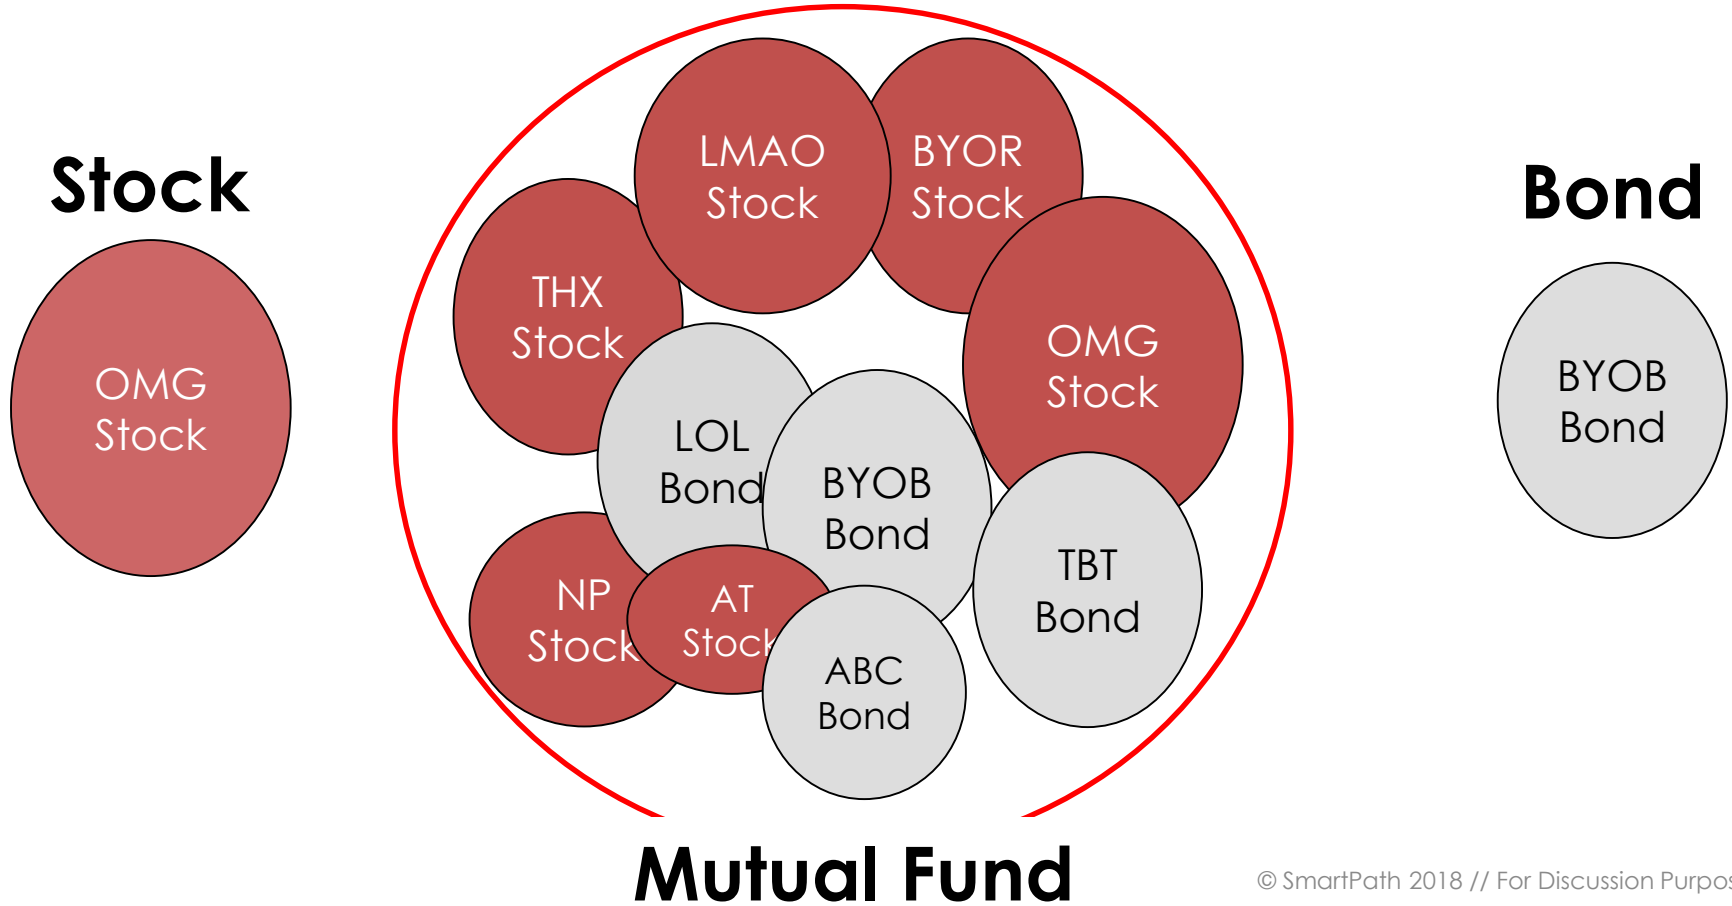 Stock
OMG
Stock
LMAO
Stock
BYOR
Stock
THX
Stock
OMG
Stock
LOL
Bond
BYOB
Bond
TBT
Bond
NP
Stock
AT
Stock
ABC
Bond
Mutual Fund
Bond
BYOB
Bond
© SmartPath 2018 // For Discussion